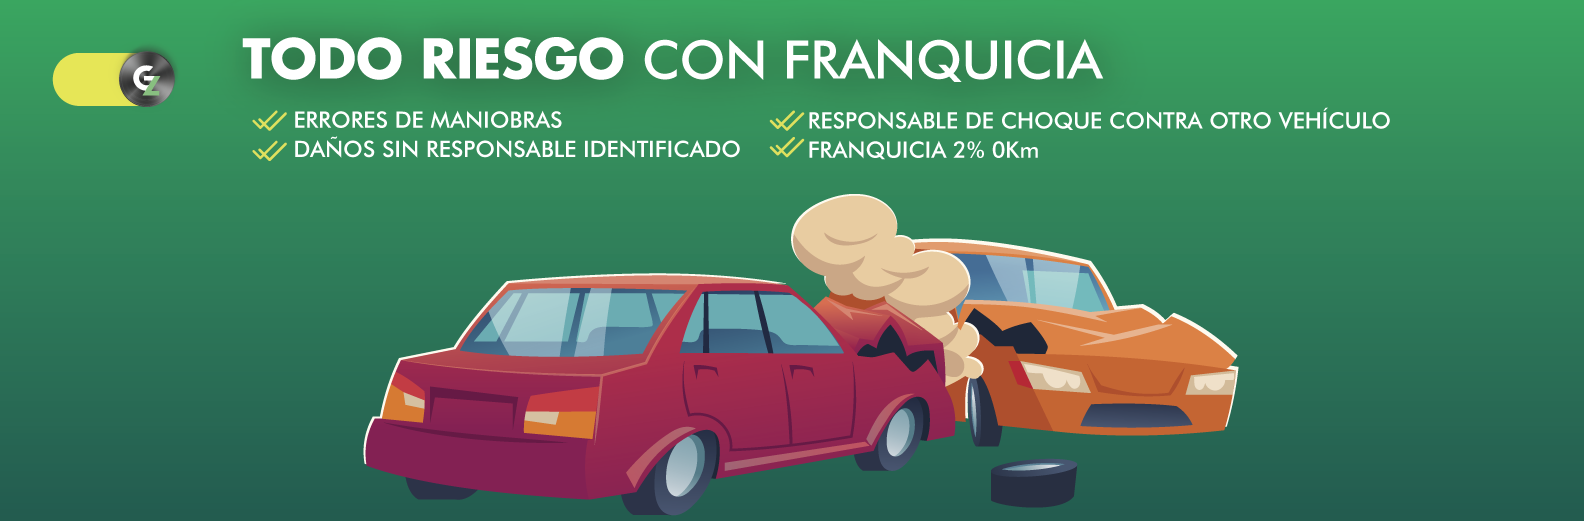 GZ
TODO RIESGO CON FRANQUICIA
ERRORES DE MANIOBRAS
DAÑOS SIN RESPONSABLE IDENTIFICADO
RESPONSABLE DE CHOQUE CONTRA OTRO VEHÍCULO
FRANQUICIA 2% 0Km